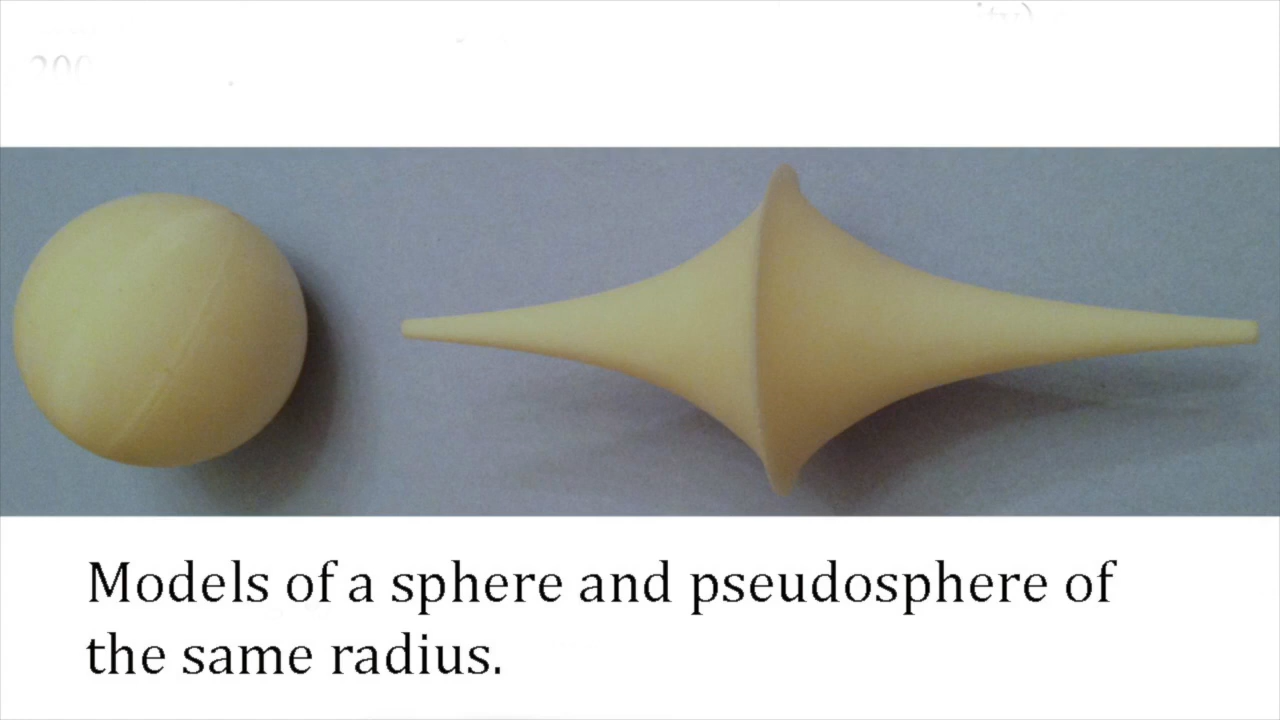 Models of a sphere and pseudosphere of
the same radius.